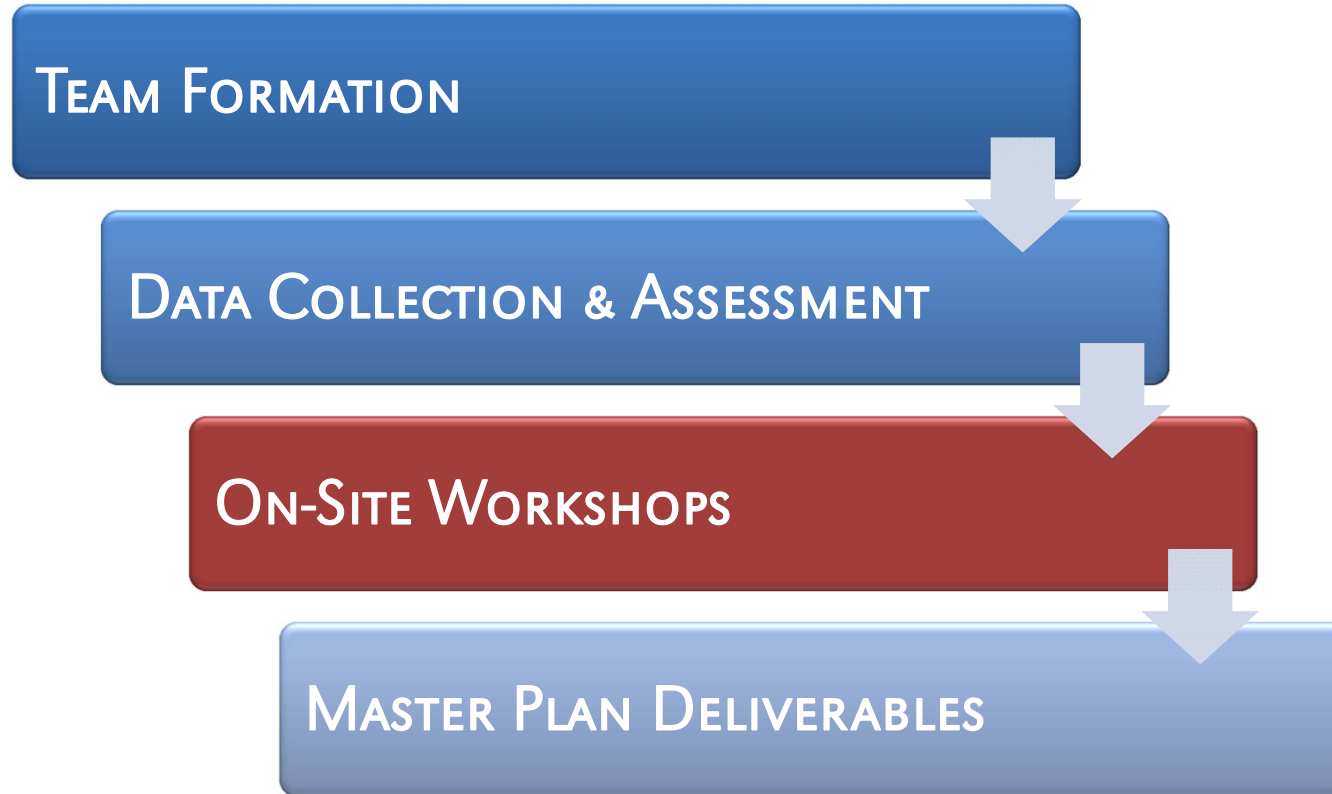 Team Formation
Data Collection & Assessment
On-Site Workshops
Master Plan Deliverables